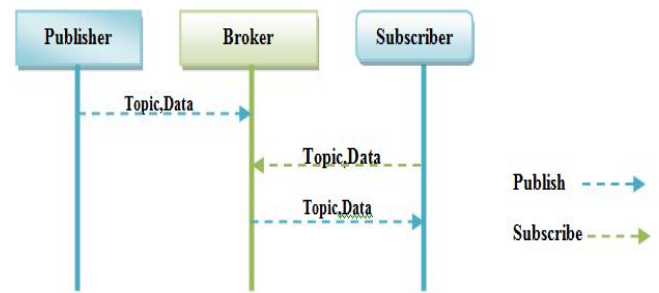 Publisher Broker Subscriber
Topic,Data
Topic,Data
Publish
Topic,Data
Subscribe